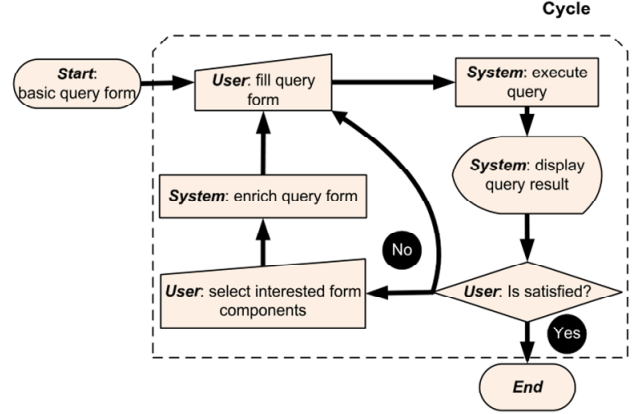 Cycle
Start:
basic query form
User: fill query
form
System: execute
query
System: display
query result
System: enrich query form
No
User: select interested form
components
User: Is satisfied?
Yes
End